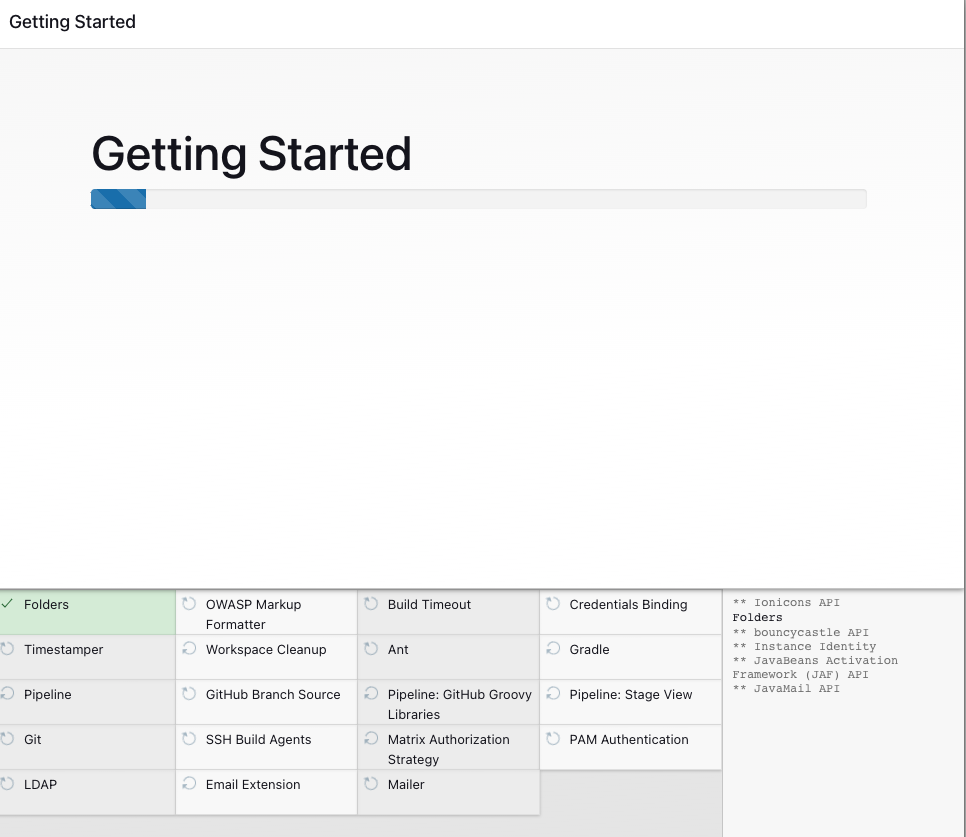 Getting Started
Getting Started
Folders
OWASP Markup
Formatter
Build Timeout
Credentials Binding
Timestamper
Workspace Cleanup
Ant
Gradle
Pipeline
GitHub Branch Source
Pipeline: GitHub Groovy
Libraries
Pipeline: Stage View
Git
SSH Build Agents
Matrix Authorization
Strategy
PAM Authentication
LDAP
Email Extension
Mailer
** Ionicons API
Folders
** bouncycastle API
** Instance Identity
** JavaBeans Activation
Framework (JAF) API
** JavaMail API